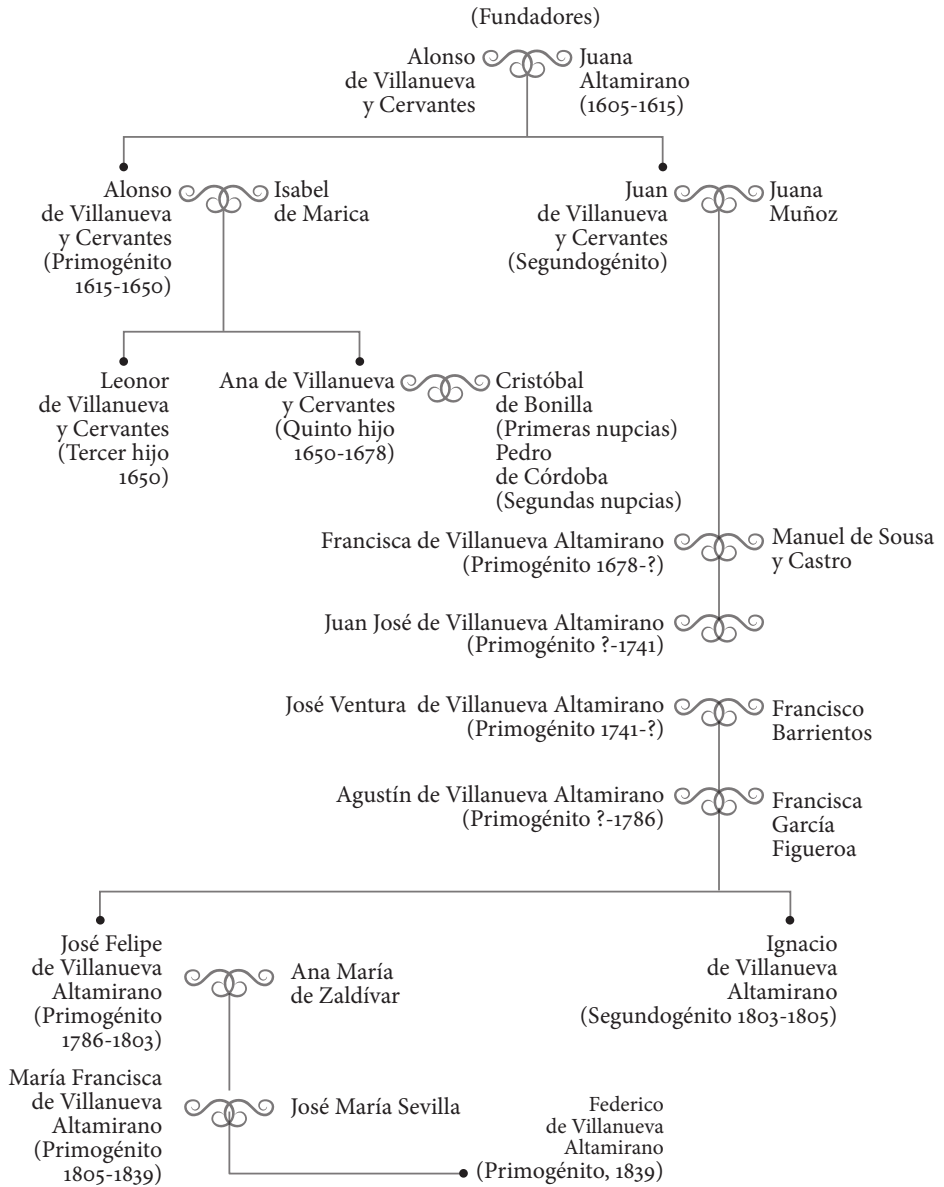 (Fundadores)
Alonso
de Villanueva
y Cervantes
Juana
Altamirano
(1605-1615)
Alonso
de Villanueva
y Cervantes
(Primogénito
1615-1650)
Isabel
de Marica
Juan
de Villanueva
y Cervantes
(Segundogénito)
Juana
Muñoz
Leonor
de Villanueva
y Cervantes
(Tercer hijo
1650)
Ana de Villanueva
y Cervantes
(Quinto hijo
1650-1678)
Cristóbal
de Bonilla
(Primeras nupcias)
Pedro
de Córdoba
(Segundas nupcias)
Francisca de Villanueva Altamirano
(Primogénito 1678-?)
Manuel de Sousa
y Castro
Juan José de Villanueva Altamirano
(Primogénito ?-1741)
José Ventura de Villanueva Altamirano
(Primogénito 1741-?)
Francisco
Barrientos
Agustín de Villanueva Altamirano
(Primogénito ?-1786)
Francisca
García
Figueroa
José Felipe
de Villanueva
Altamirano
(Primogénito
1786-1803)
Ana María
de Zaldívar
Ignacio
de Villanueva
Altamirano
(Segundogénito 1803-1805)
María Francisca
de Villanueva
Altamirano
(Primogénito
1805-1839)
José María Sevilla
Federico
de Villanueva
Altamirano
(Primogénito, 1839)